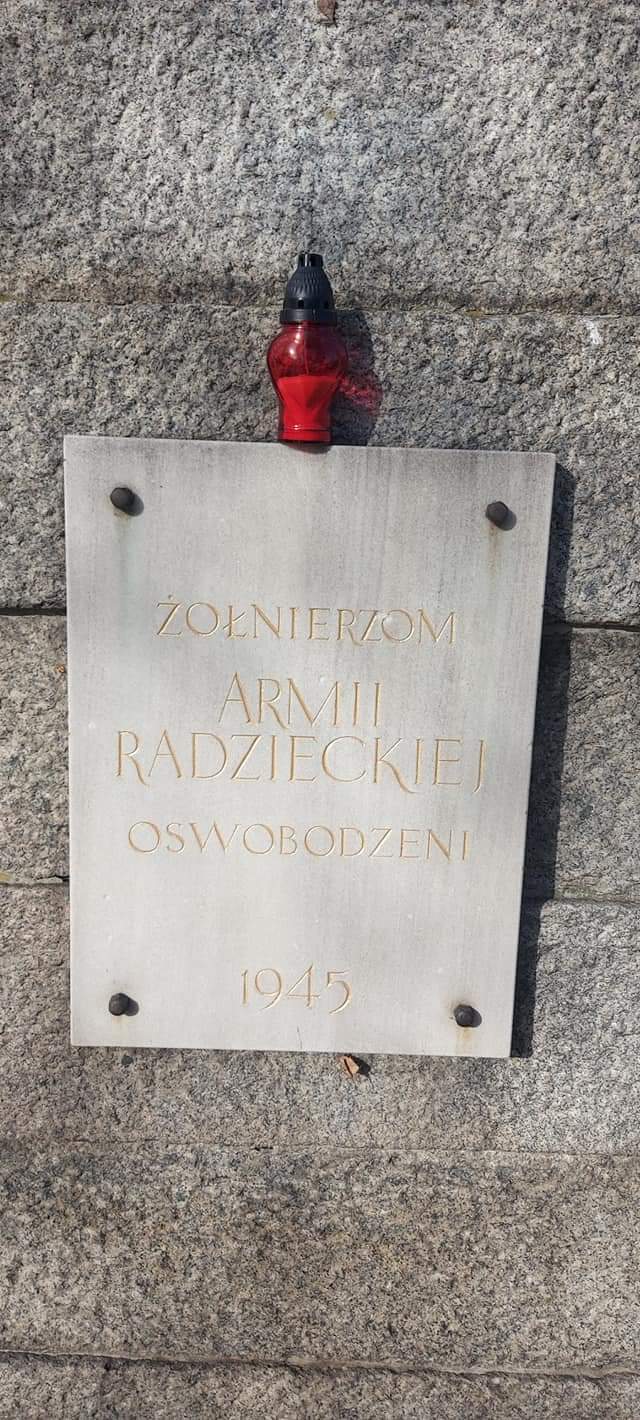 ŻOŁNIERZOM
ARMII
RADZIECKIEJ
OSWOBODZENI
1945